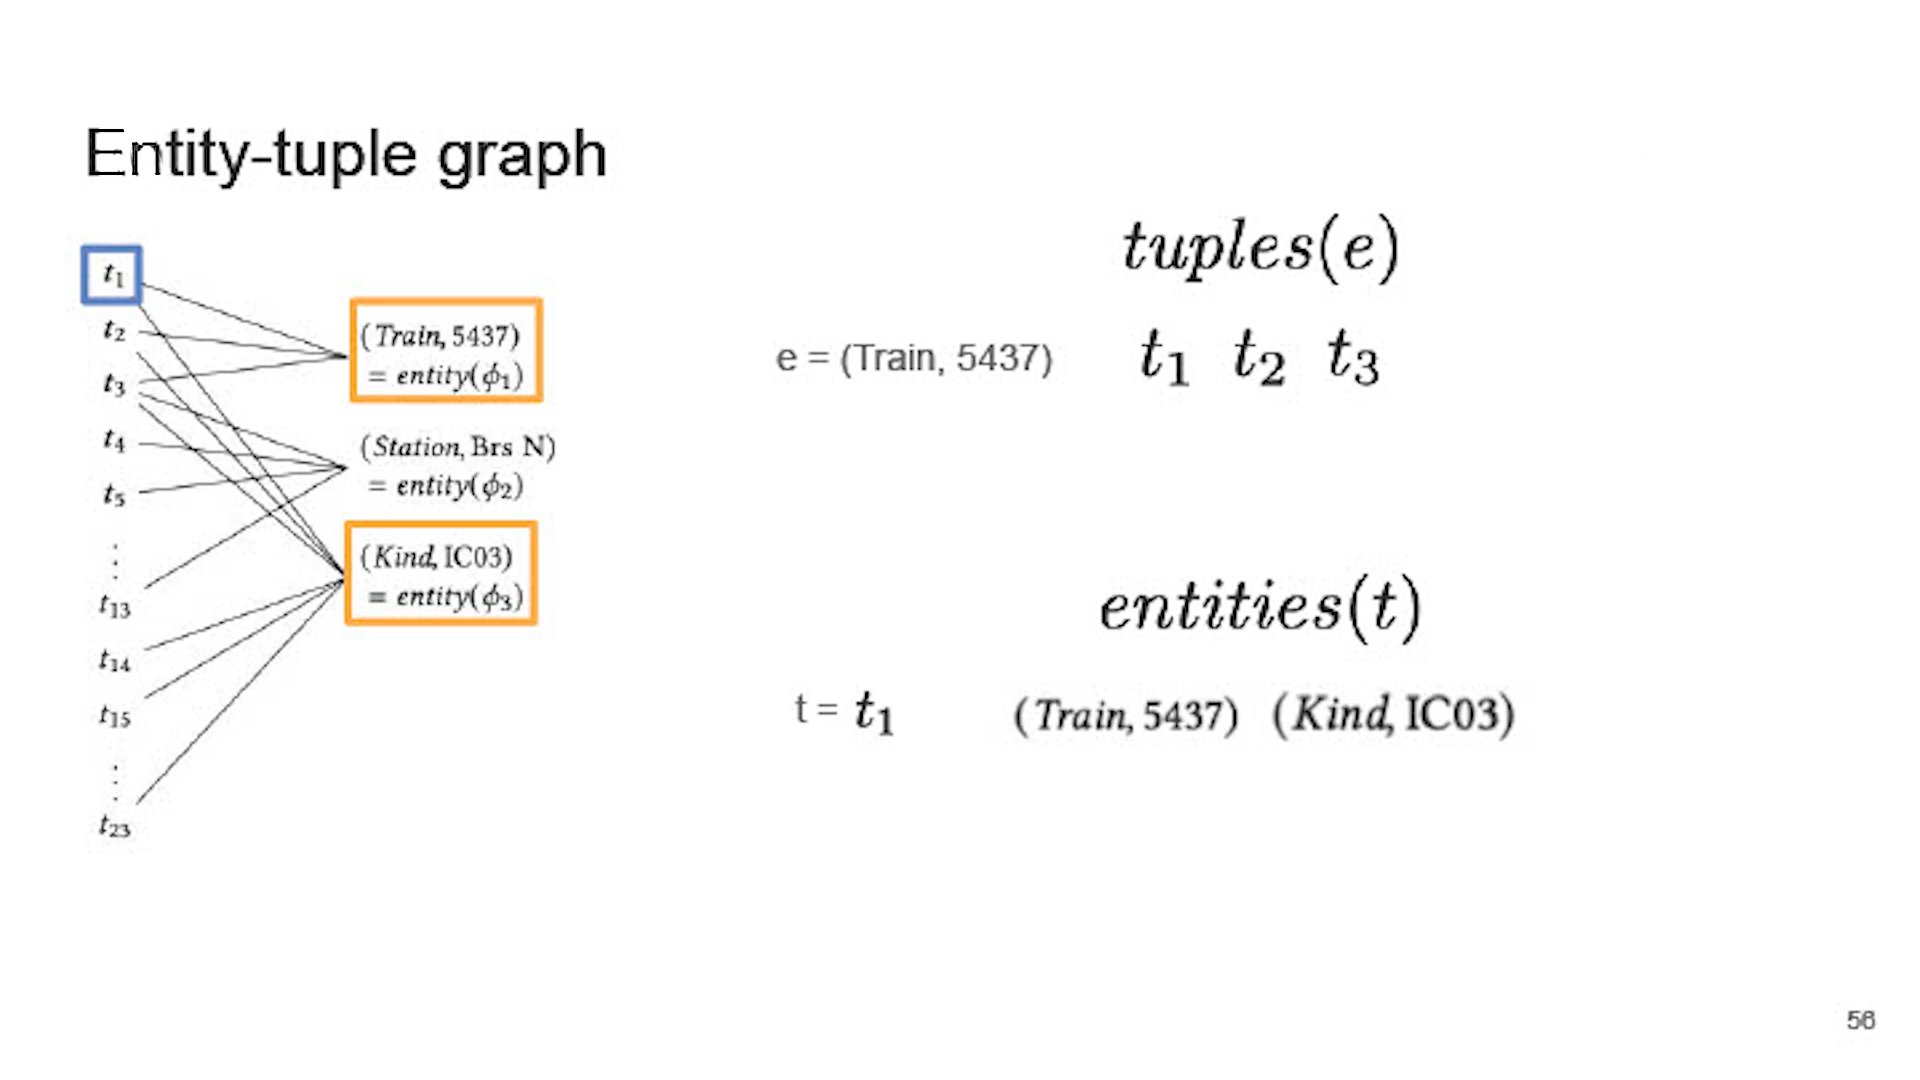 Entity-tuple graph
t1
t2
t3
t4
t5
⋮
t13
t14
t15
⋮
t23
(Train, 5437)
= entity(ϕ1)
(Station, Brs N)
= entity(ϕ2)
(Kind, IC03)
= entity(ϕ3)
tuples(e)
e = (Train, 5437) t1 t2 t3
entities(t)
t = t1 (Train, 5437) (Kind, IC03)
56